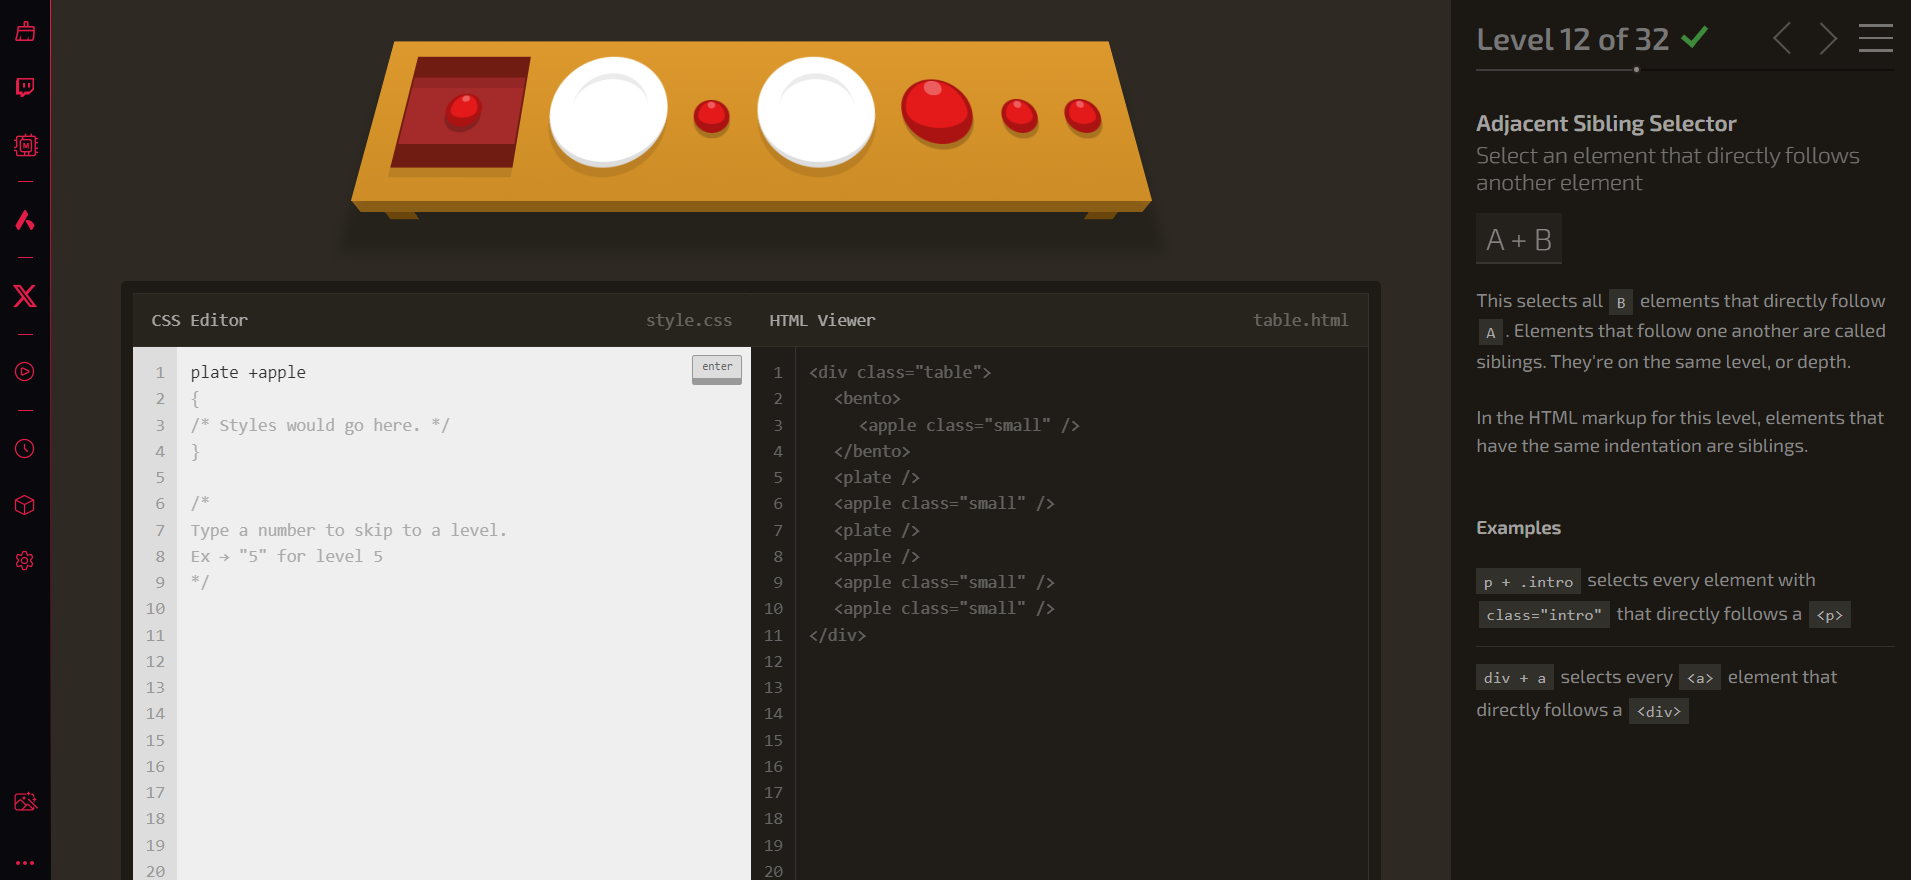 Level 12 of 32
Adjacent Sibling Selector
Select an element that directly follows
another element
A + B
This selects all B elements that directly follow
A . Elements that follow one another are called
siblings. They're on the same level, or depth.
In the HTML markup for this level, elements that
have the same indentation are siblings.
Examples
p + .intro selects every element with
class="intro" that directly follows a <p>
div + a selects every <a> element that
directly follows a <div>
CSS Editor style.css
1 plate +apple enter
2 {
3 /* Styles would go here. */
4 }
5
6 /*
7 Type a number to skip to a level.
8 Ex → "5" for level 5
9 */
10
11
12
13
14
15
16
17
18
19
20
HTML Viewer table.html
1 <div class="table">
2 <bento>
3 <apple class="small" />
4 </bento>
5 <plate />
6 <apple class="small" />
7 <plate />
8 <apple />
9 <apple class="small" />
10 <apple class="small" />
11 </div>
12
13
14
15
16
17
18
19
20